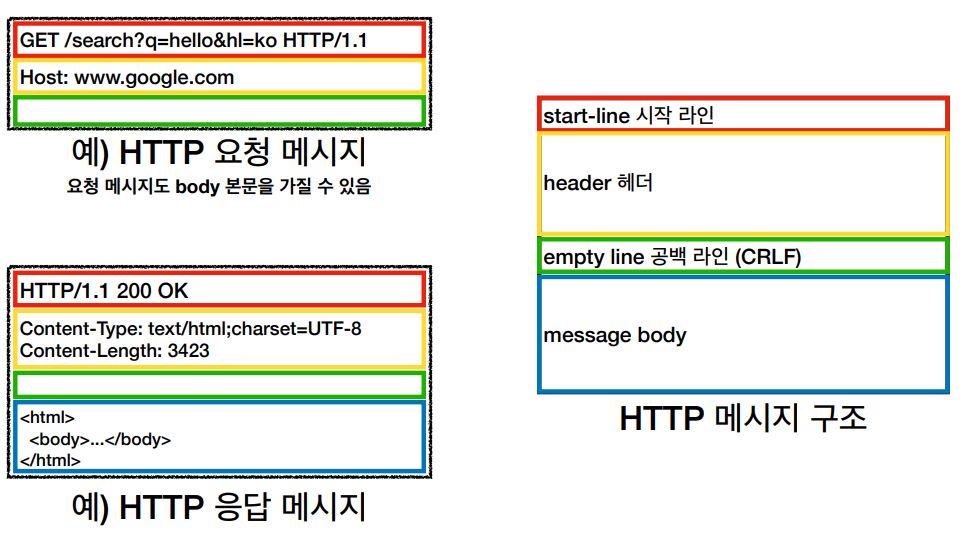 GET /search?q=hello&hl=ko HTTP/1.1
Host: www.google.com
예) HTTP 요청 메시지
요청 메시지도 body 본문을 가질 수 있음
HTTP/1.1 200 OK
Content-Type: text/html;charset=UTF-8
Content-Length: 3423
<html>
  <body>...</body>
</html>
예) HTTP 응답 메시지
start-line 시작 라인
header 헤더
empty line 공백 라인 (CRLF)
message body
HTTP 메시지 구조